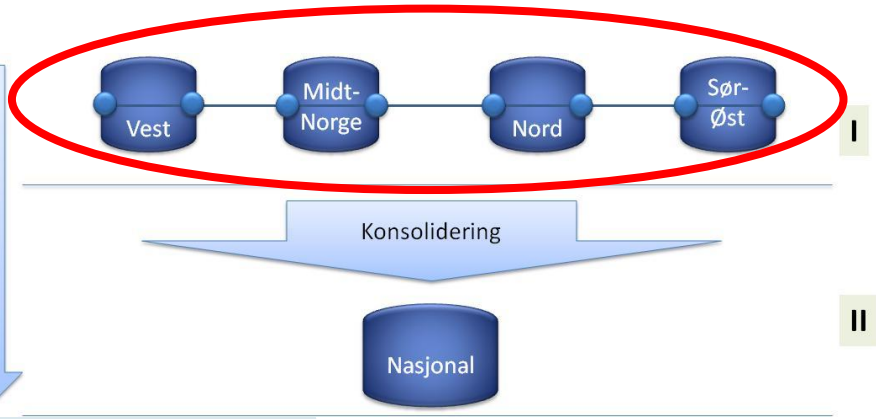 Vest
Midt-
Norge
Nord
Sør-
Øst
I
Konsolidering
II
Nasjonal